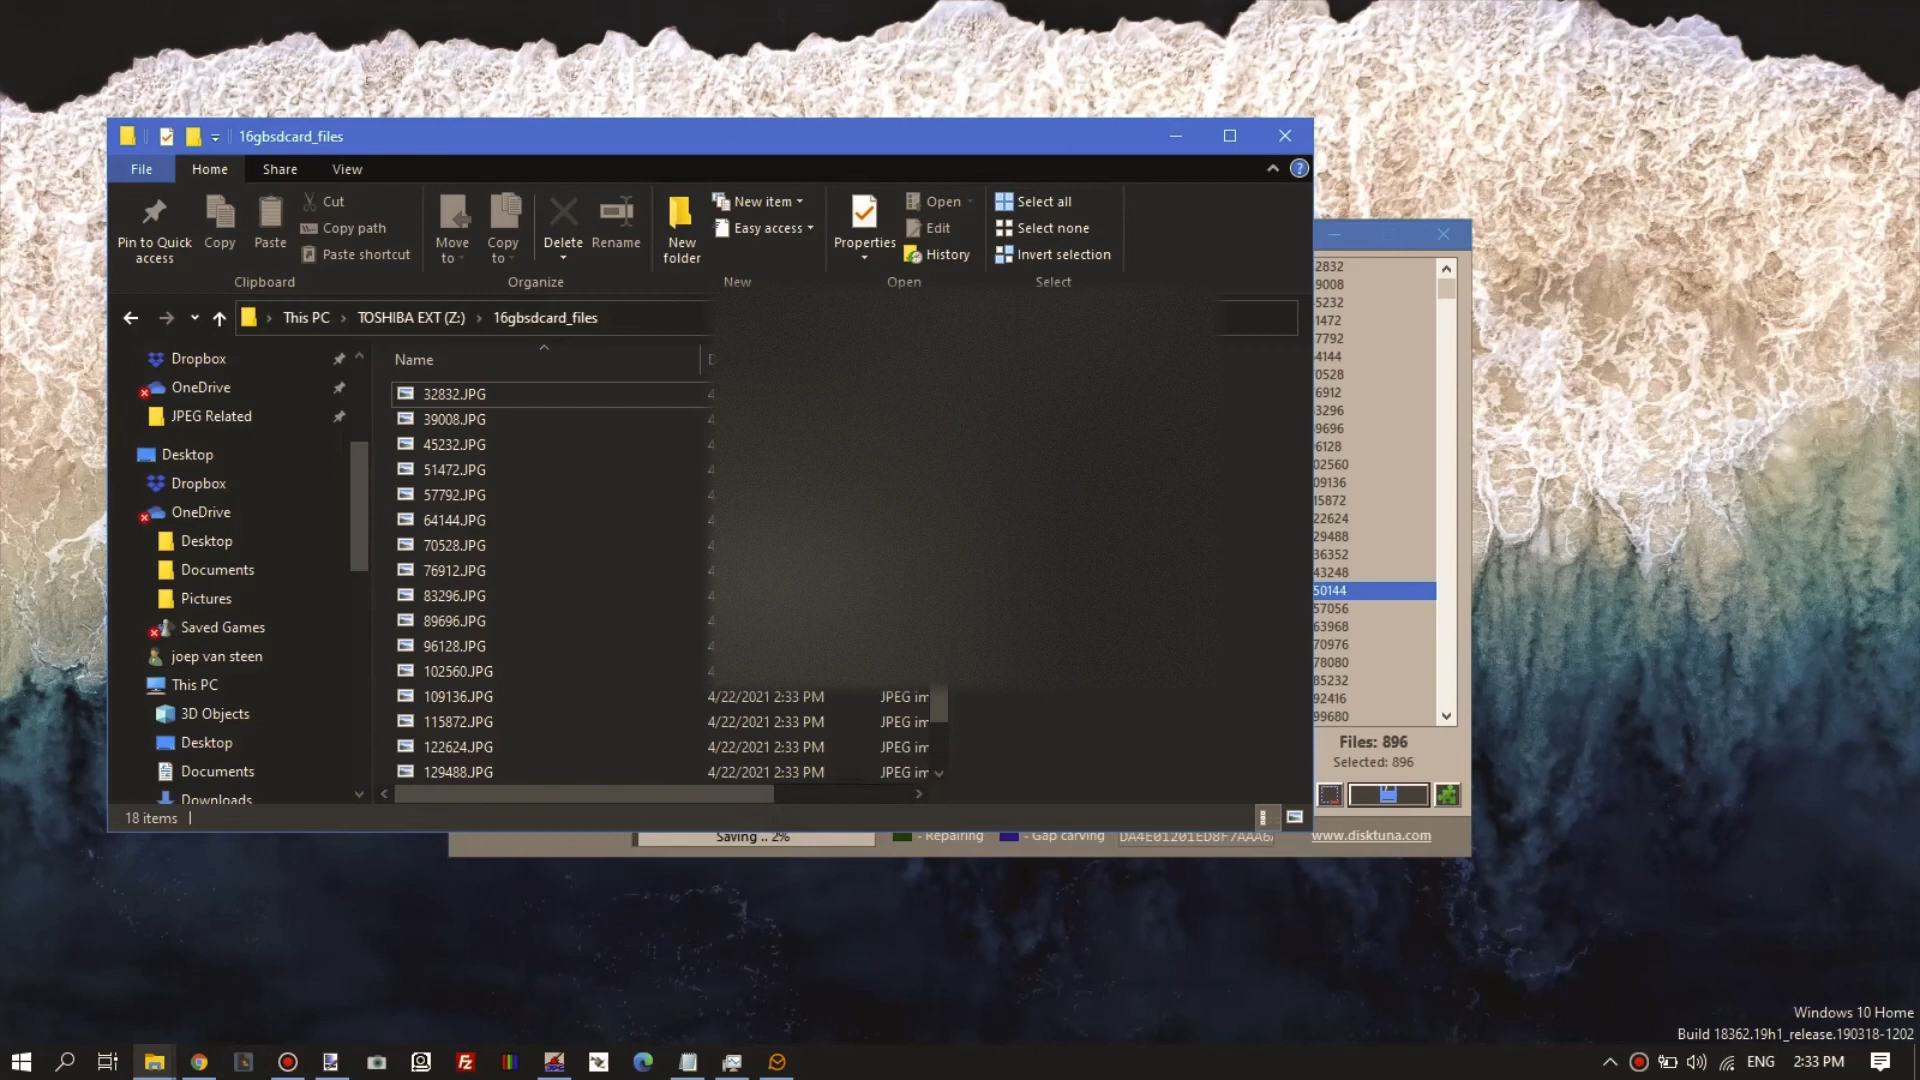 16gbsdcard_files
File
Home
Share
View
Pin to Quick access
Copy
Paste
Cut
Copy path
Paste shortcut
Clipboard
Move to
Copy to
Delete
Rename
Organize
New folder
New item
Easy access
New
Properties
Open
Edit
History
Open
Select all
Select none
Invert selection
Select
This PC
TOSHIBA EXT (Z:)
16gbsdcard_files
Dropbox
OneDrive
JPEG Related
Desktop
Dropbox
OneDrive
Desktop
Documents
Pictures
Saved Games
joep van steen
This PC
3D Objects
Desktop
Documents
Downloads
Name
32832.JPG
39008.JPG
45232.JPG
51472.JPG
57792.JPG
64144.JPG
70528.JPG
76912.JPG
83296.JPG
89696.JPG
96128.JPG
102560.JPG
109136.JPG 4/22/2021 2:33 PM JPEG im
115872.JPG 4/22/2021 2:33 PM JPEG im
122624.JPG 4/22/2021 2:33 PM JPEG im
129488.JPG 4/22/2021 2:33 PM JPEG im
18 items
2832
9008
5232
1472
7792
4144
0528
6912
3296
9696
6128
02560
09136
15872
22624
29488
36352
43248
50144
57056
63968
70976
78080
85232
92416
99680
Files: 896
Selected: 896
Saving .. 2%
- Repairing
- Gap carving
DA4E01201ED8F7AAA6
www.disktuna.com
Windows 10 Home
Build 18362.19h1_release.190318-1202
ENG
2:33 PM